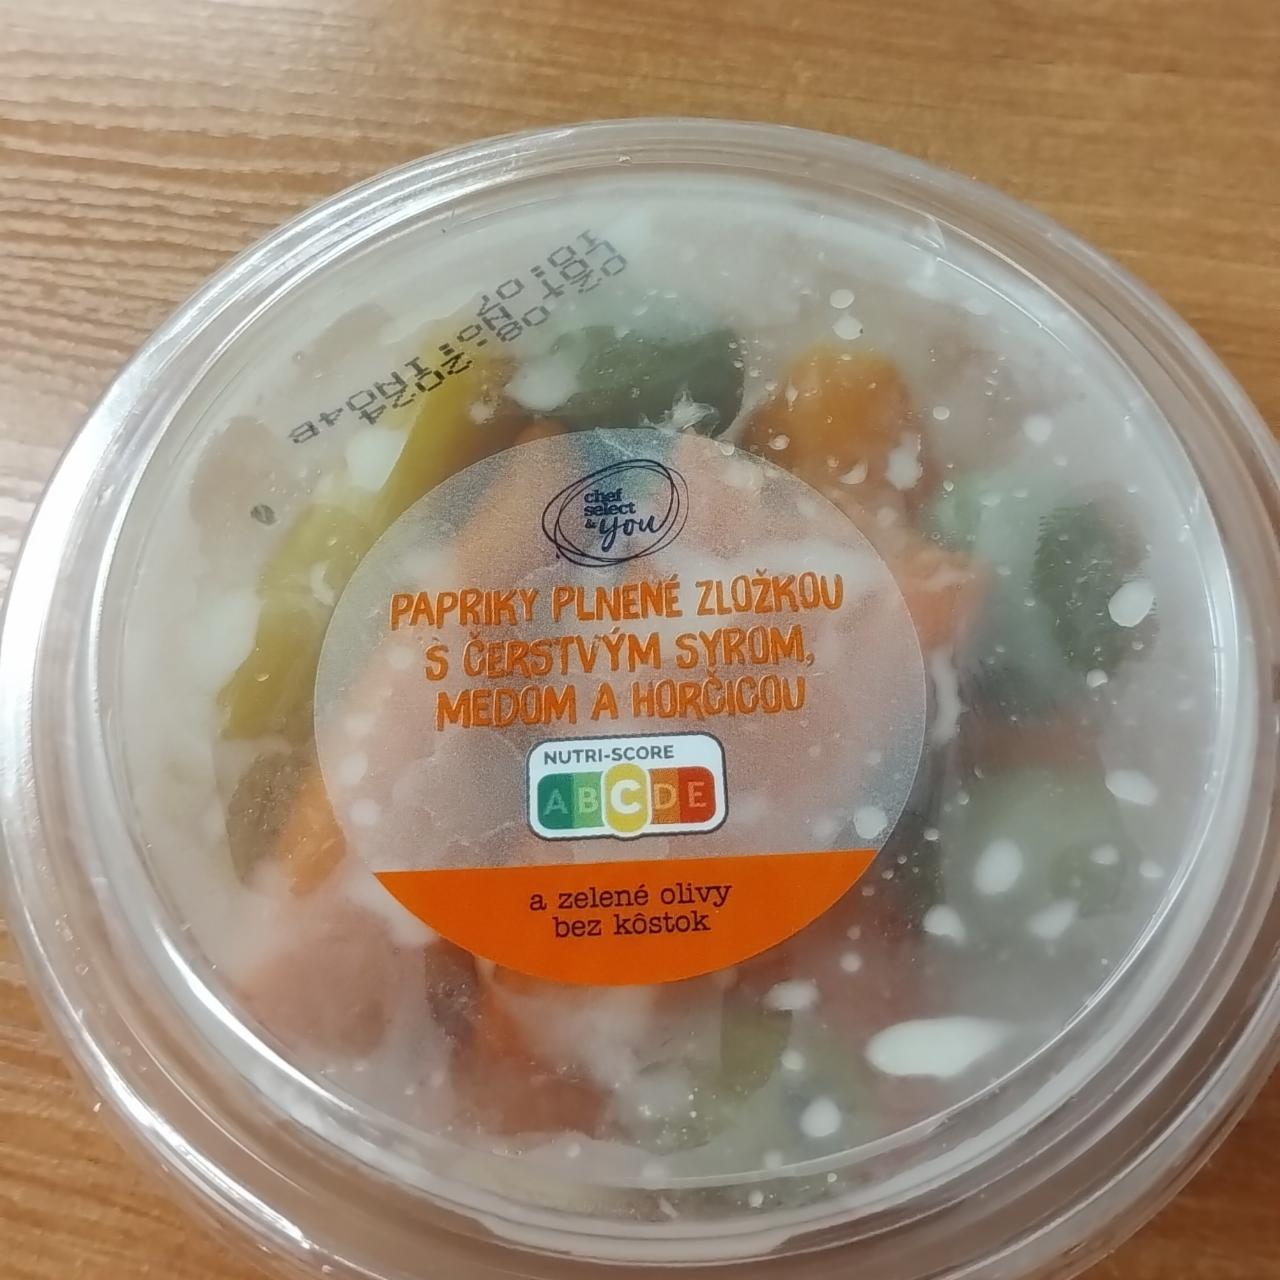 chef
select
& you
PAPRIKY PLNENÉ ZLOŽKOU
S ČERSTVÝM SYROM,
MEDOM A HORČICOU
NUTRI-SCORE
A B C D E
a zelené olivy
bez kôstok